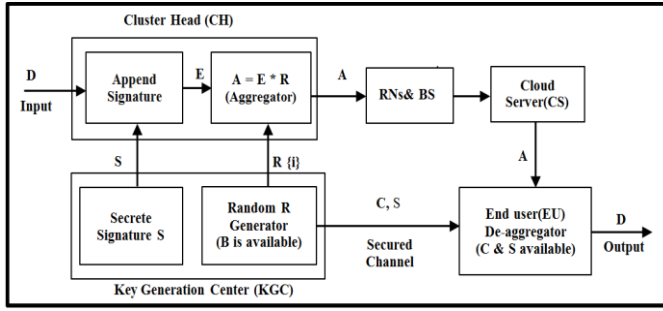 Cluster Head (CH)
D
Input
Append
Signature
E
A = E * R
(Aggregator)
A
RNs& BS
Cloud
Server(CS)
S
R {i}
A
Secrete
Signature S
Random R
Generator
(B is available)
C, S
Secured
Channel
End user(EU)
De-aggregator
(C & S available)
D
Output
Key Generation Center (KGC)